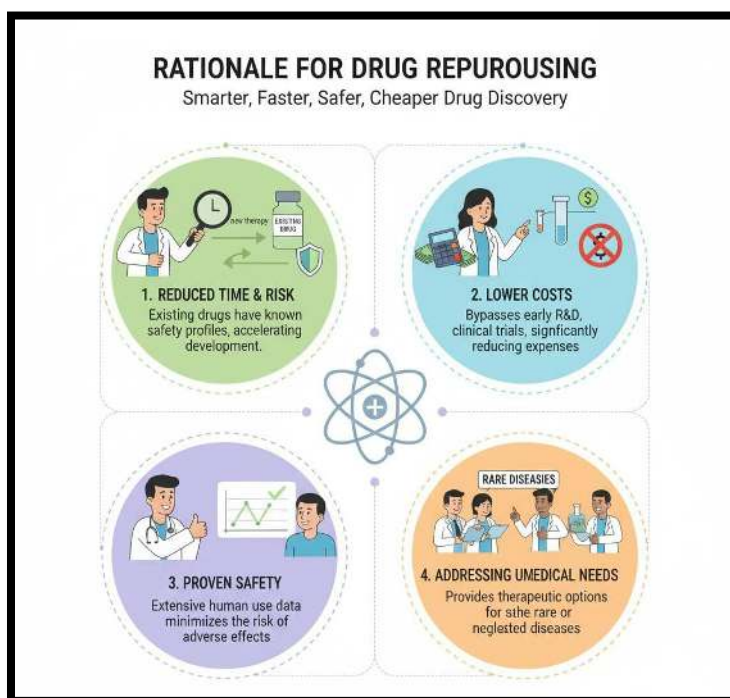 RATIONALE FOR DRUG REPUROUSING
Smarter, Faster, Safer, Cheaper Drug Discovery
new therapy
EXISTING
DRUG
1. REDUCED TIME & RISK
Existing drugs have known
safety profiles, accelerating
development.
$
$
2. LOWER COSTS
Bypasses early R&D,
clinical trials, signficantly
reducing expenses
3. PROVEN SAFETY
Extensive human use data
minimizes the risk of
adverse effects
RARE DISEASES
4. ADDRESSING UMEDICAL NEEDS
Provides therapeutic options
for sthe rare or
neglested diseases